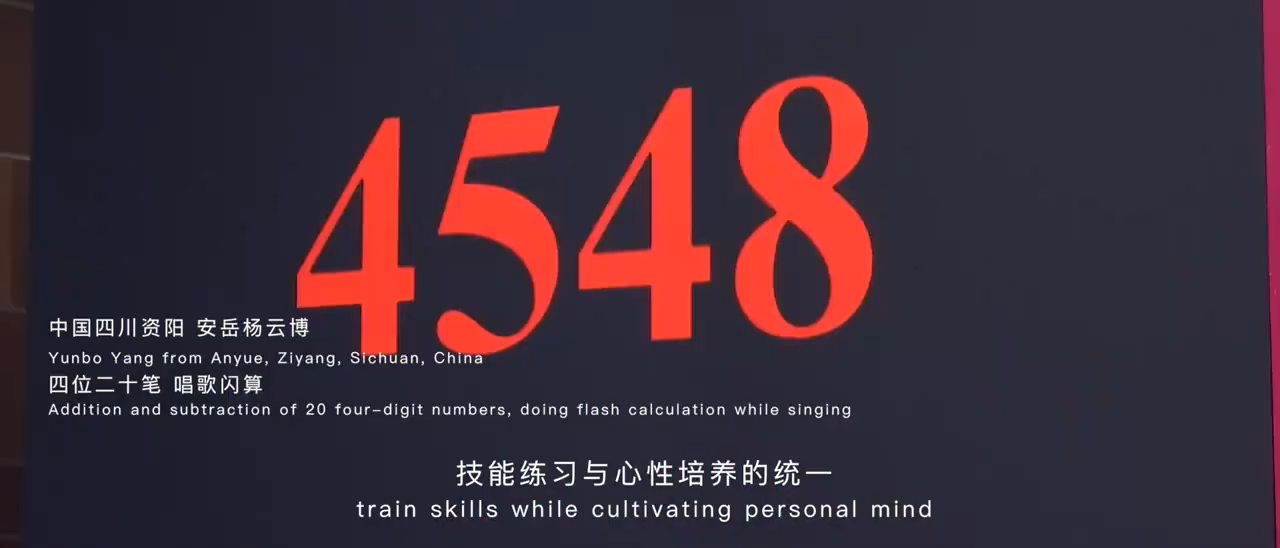 4548
中国四川资阳 安岳杨云博
Yunbo Yang from Anyue, Ziyang, Sichuan, China
四位二十笔 唱歌闪算
Addition and subtraction of 20 four-digit numbers, doing flash calculation while singing
技能练习与心性培养的统一
train skills while cultivating personal mind